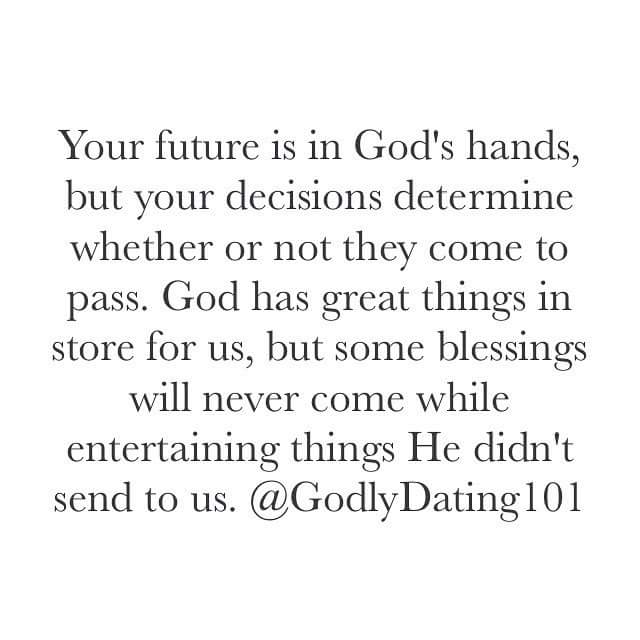 Your future is in God's hands,
but your decisions determine
whether or not they come to
pass. God has great things in
store for us, but some blessings
will never come while
entertaining things He didn't
send to us. @GodlyDating101